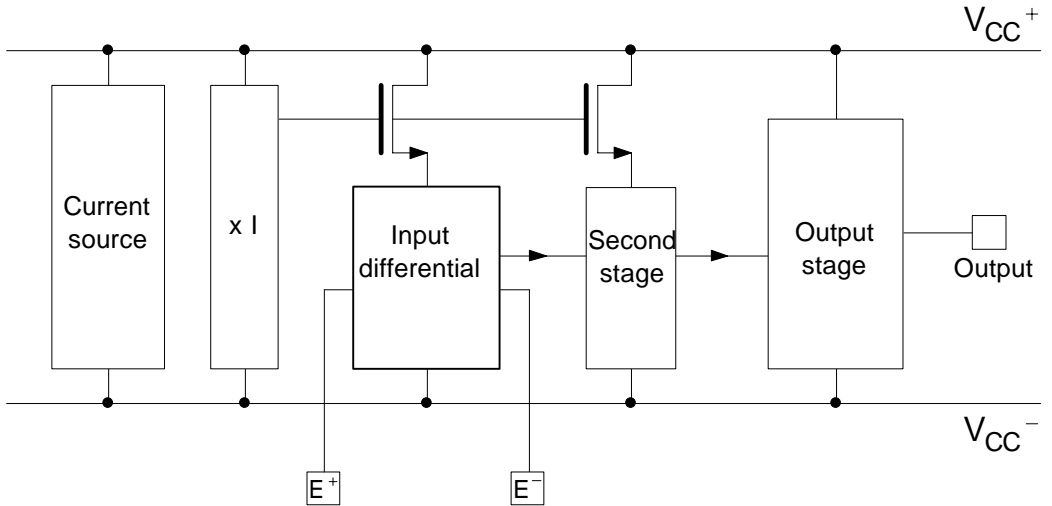 VCC+
Current
source
x I
Input
differential
Second
stage
Output
stage
Output
VCC−
E+
E−